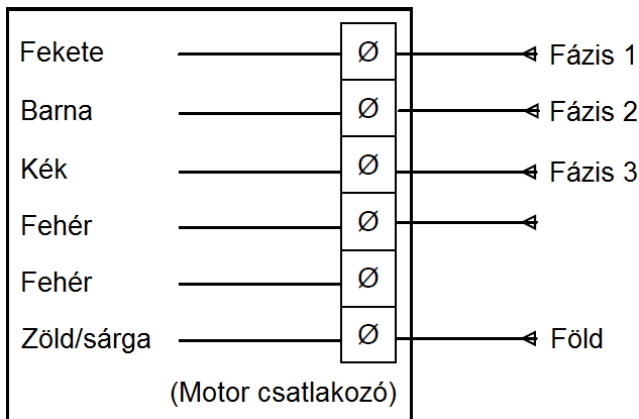 Fekete Ø Fázis 1
Barna Ø Fázis 2
Kék Ø Fázis 3
Fehér Ø
Fehér Ø
Zöld/sárga Ø Föld
(Motor csatlakozó)